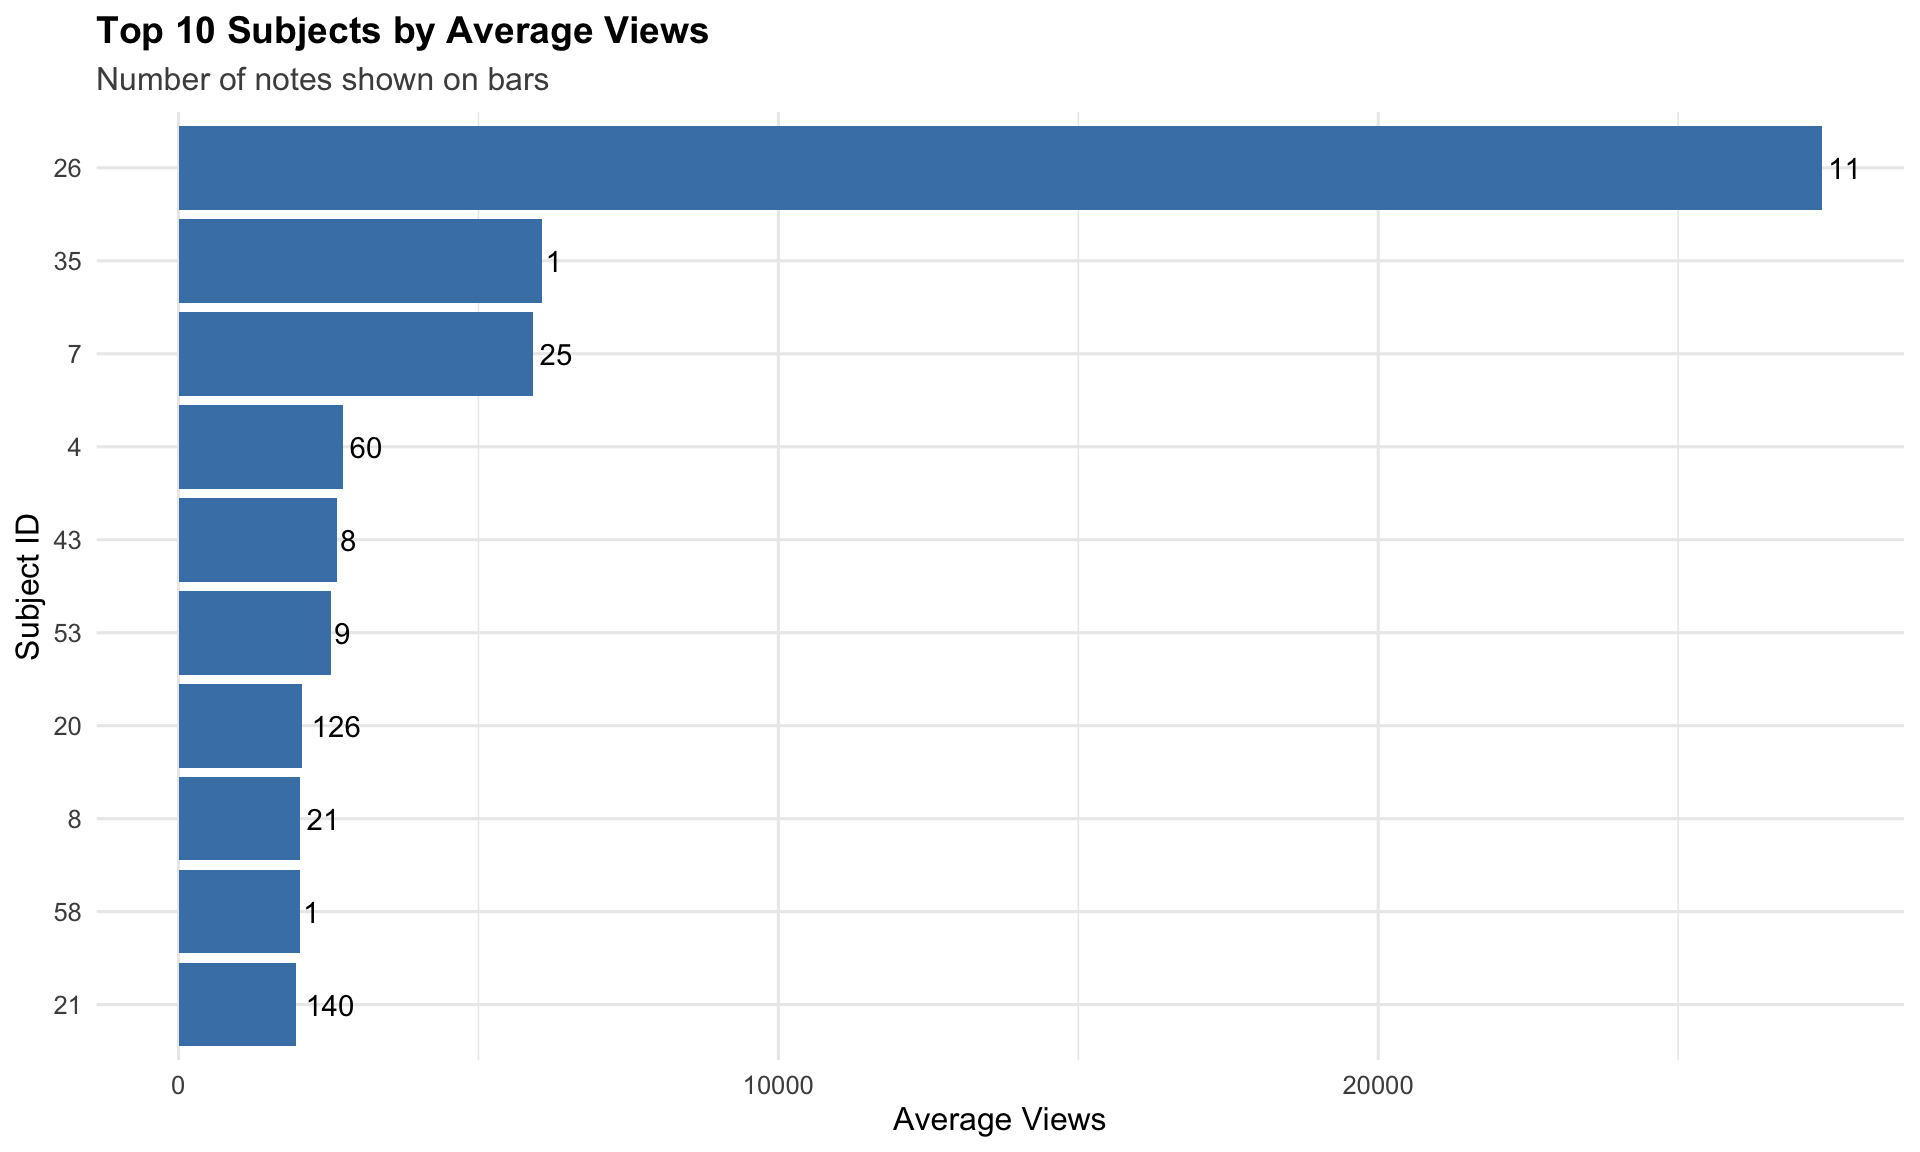 Top 10 Subjects by Average Views
Number of notes shown on bars
Subject ID
26 11
35 1
7 25
4 60
43 8
53 9
20 126
8 21
58 1
21 140
0 10000 20000
Average Views